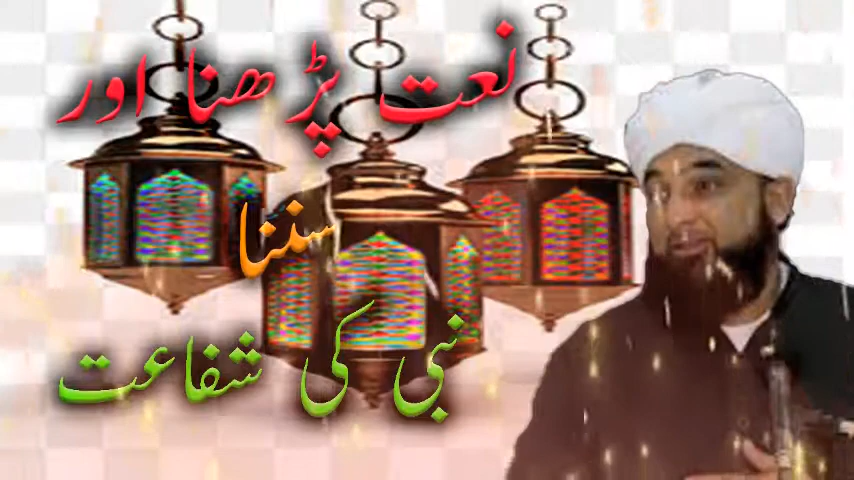 نعت پڑھنا اور
سننا
نبی کی شفاعت